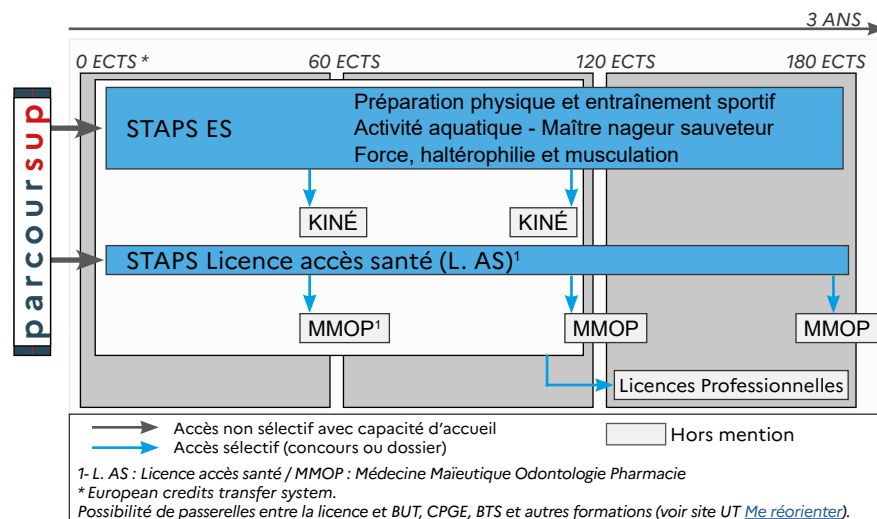 3 ANS
0 ECTS *
60 ECTS
120 ECTS
180 ECTS
parcoursup
STAPS ES
Préparation physique et entraînement sportif
Activité aquatique - Maître nageur sauveteur
Force, haltérophilie et musculation
KINÉ
KINÉ
STAPS Licence accès santé (L. AS)¹
MMOP¹
MMOP
MMOP
Licences Professionnelles
Accès non sélectif avec capacité d'accueil
Accès sélectif (concours ou dossier)
Hors mention
1- L. AS : Licence accès santé / MMOP : Médecine Maïeutique Odontologie Pharmacie
* European credits transfer system.
Possibilité de passerelles entre la licence et BUT, CPGE, BTS et autres formations (voir site UT Me réorienter).